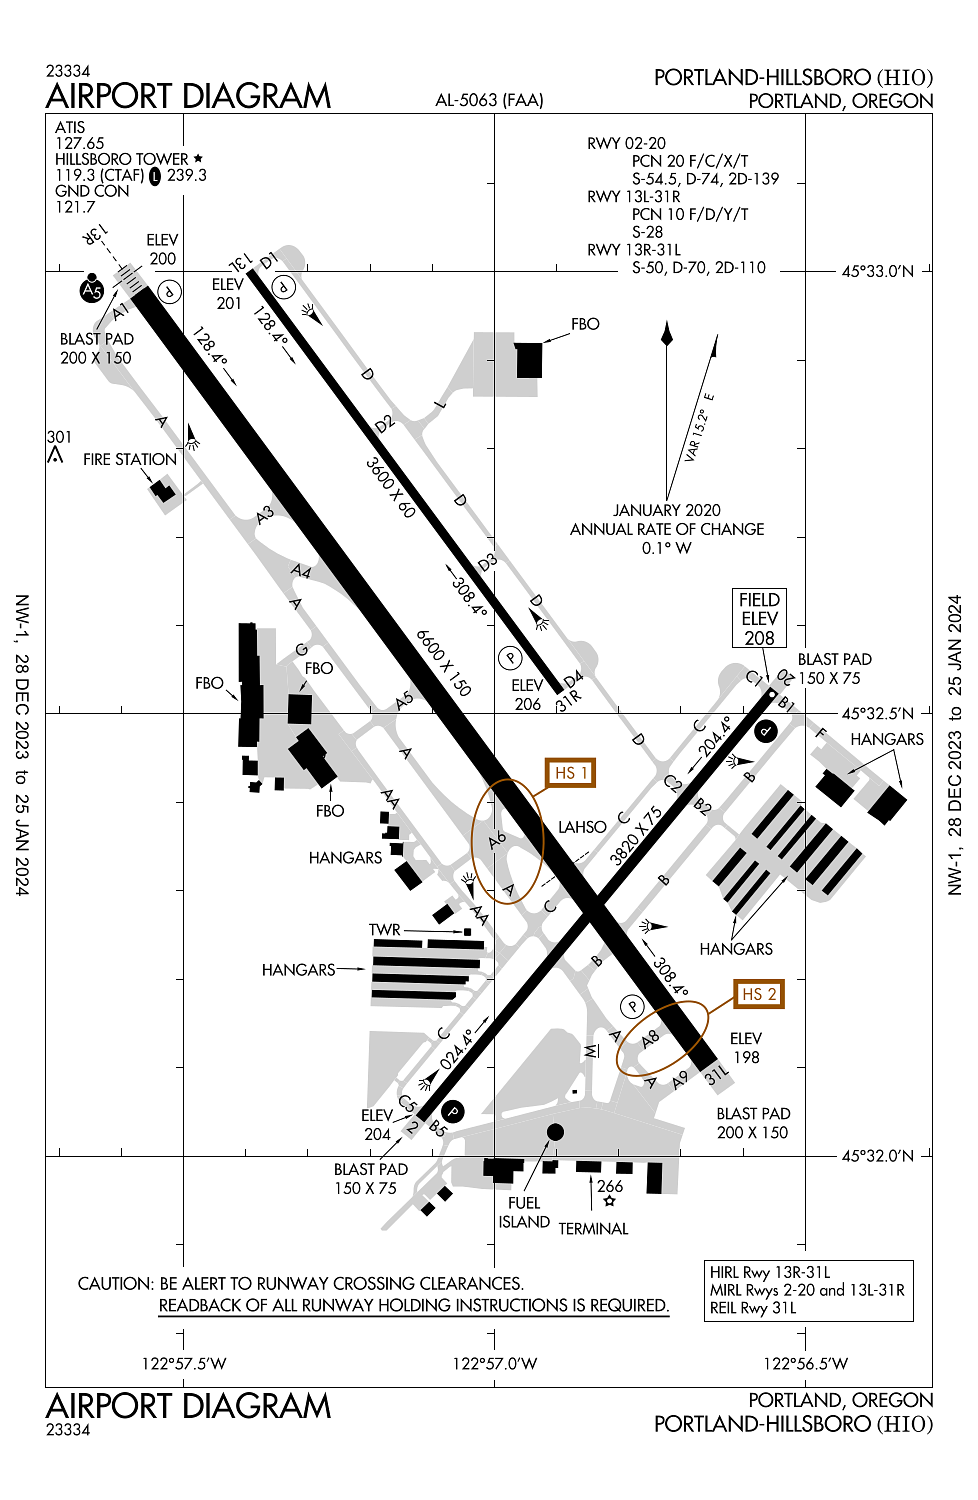 23334
AIRPORT DIAGRAM
AL-5063 (FAA)
PORTLAND-HILLSBORO (HIO)
PORTLAND, OREGON
ATIS
127.65
HILLSBORO TOWER ★
119.3 (CTAF) L 239.3
GND CON
121.7
RWY 02-20
PCN 20 F/C/X/T
S-54.5, D-74, 2D-139
RWY 13L-31R
PCN 10 F/D/Y/T
S-28
RWY 13R-31L
S-50, D-70, 2D-110
13R
ELEV
200
13L
D1
ELEV
201
A5
P
P
45°33.0'N
A1
BLAST PAD
200 X 150
128.4°
128.4°
FBO
D
L
D2
A
VAR 15.2° E
301
FIRE STATION
3600 X 60
D
A3
JANUARY 2020
ANNUAL RATE OF CHANGE
0.1° W
A4
D3
308.4°
A
D
FIELD
ELEV
208
G
6600 X 150
P
FBO
FBO
ELEV
206
D4
31R
C1
02
BLAST PAD
150 X 75
B1
A5
45°32.5'N
C
204.4°
P
F
HANGARS
D
A
HS 1
C2
B
AA
B2
FBO
C
LAHSO
3820 X 75
A6
HANGARS
A
B
C
AA
TWR
HANGARS
HANGARS
B
308.4°
HS 2
P
C
024.4°
A
A8
M
ELEV
198
A
A9
31L
C5
ELEV
204
2
B5
P
BLAST PAD
200 X 150
BLAST PAD
150 X 75
45°32.0'N
FUEL
ISLAND
266
TERMINAL
CAUTION: BE ALERT TO RUNWAY CROSSING CLEARANCES.
READBACK OF ALL RUNWAY HOLDING INSTRUCTIONS IS REQUIRED.
HIRL Rwy 13R-31L
MIRL Rwys 2-20 and 13L-31R
REIL Rwy 31L
122°57.5'W
122°57.0'W
122°56.5'W
NW-1, 28 DEC 2023 to 25 JAN 2024
NW-1, 28 DEC 2023 to 25 JAN 2024
AIRPORT DIAGRAM
23334
PORTLAND, OREGON
PORTLAND-HILLSBORO (HIO)